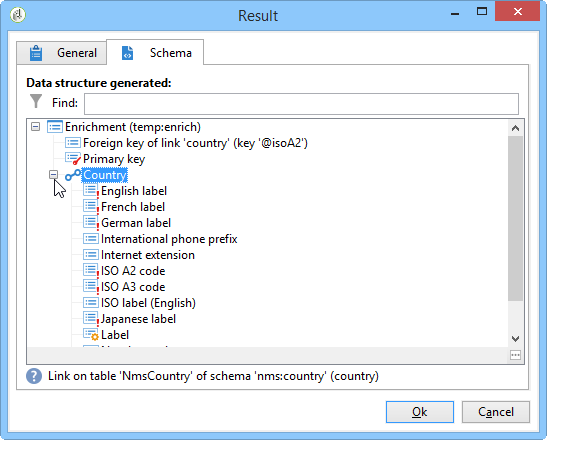 Result
General
Schema
Data structure generated:
Find:
Enrichment (temp:enrich)
Foreign key of link 'country' (key '@isoA2')
Primary key
Country
English label
French label
German label
International phone prefix
Internet extension
ISO A2 code
ISO A3 code
ISO label (English)
Japanese label
Label
Link on table 'NmsCountry' of schema 'nms:country' (country)
Ok
Cancel